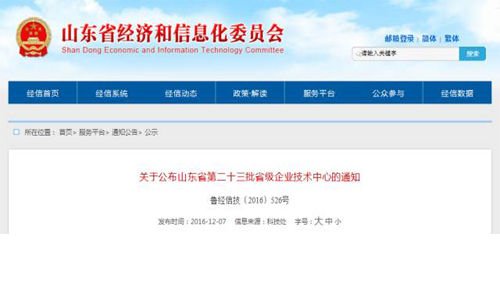 山东省经济和信息化委员会
Shan Dong Economic and Information Technology Committee
邮箱登录 | 简体 | 繁体
请输入关键字 搜索
经信首页 经信系统 经信动态 政策·解读 服务平台 公众参与 经信数据
所在位置： 首页> 服务平台> 通知公告> 公示
关于公布山东省第二十三批省级企业技术中心的通知
鲁经信技〔2016〕526号
发布时间：2016-12-07 信息来源：科技处 字号：大 中 小